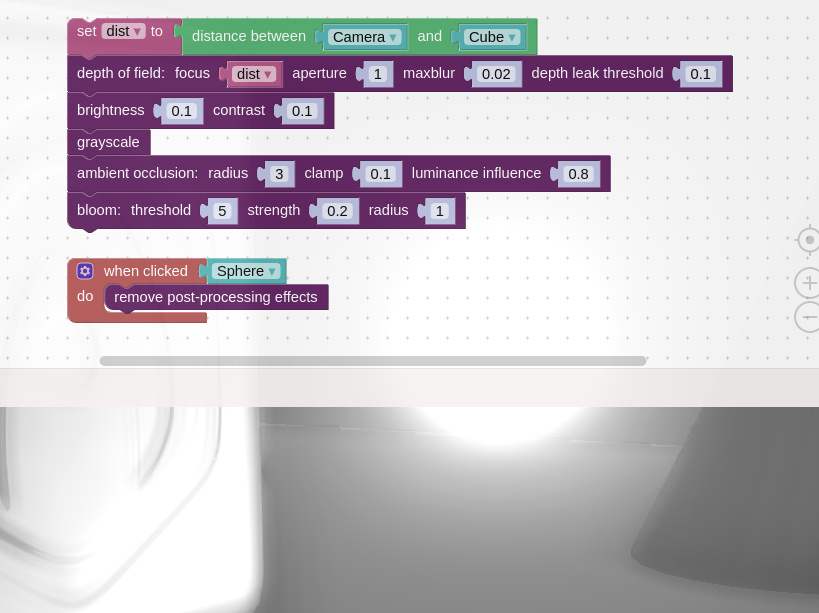 set dist ▾ to distance between Camera ▾ and Cube ▾
depth of field: focus dist ▾ aperture 1 maxblur 0.02 depth leak threshold 0.1
brightness 0.1 contrast 0.1
grayscale
ambient occlusion: radius 3 clamp 0.1 luminance influence 0.8
bloom: threshold 5 strength 0.2 radius 1
when clicked Sphere ▾
do remove post-processing effects